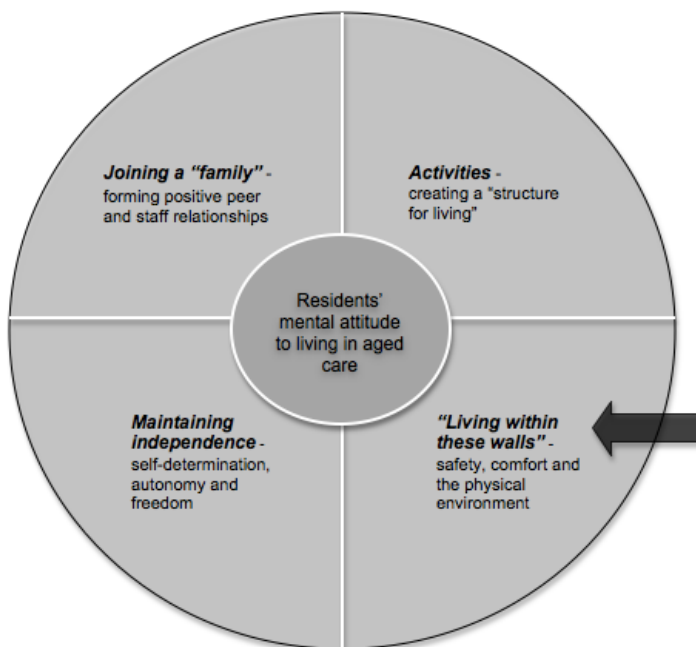 Joining a “family” -
forming positive peer
and staff relationships
Activities -
creating a “structure
for living”
Residents’
mental attitude
to living in aged
care
Maintaining
independence -
self-determination,
autonomy and
freedom
“Living within
these walls” -
safety, comfort and
the physical
environment